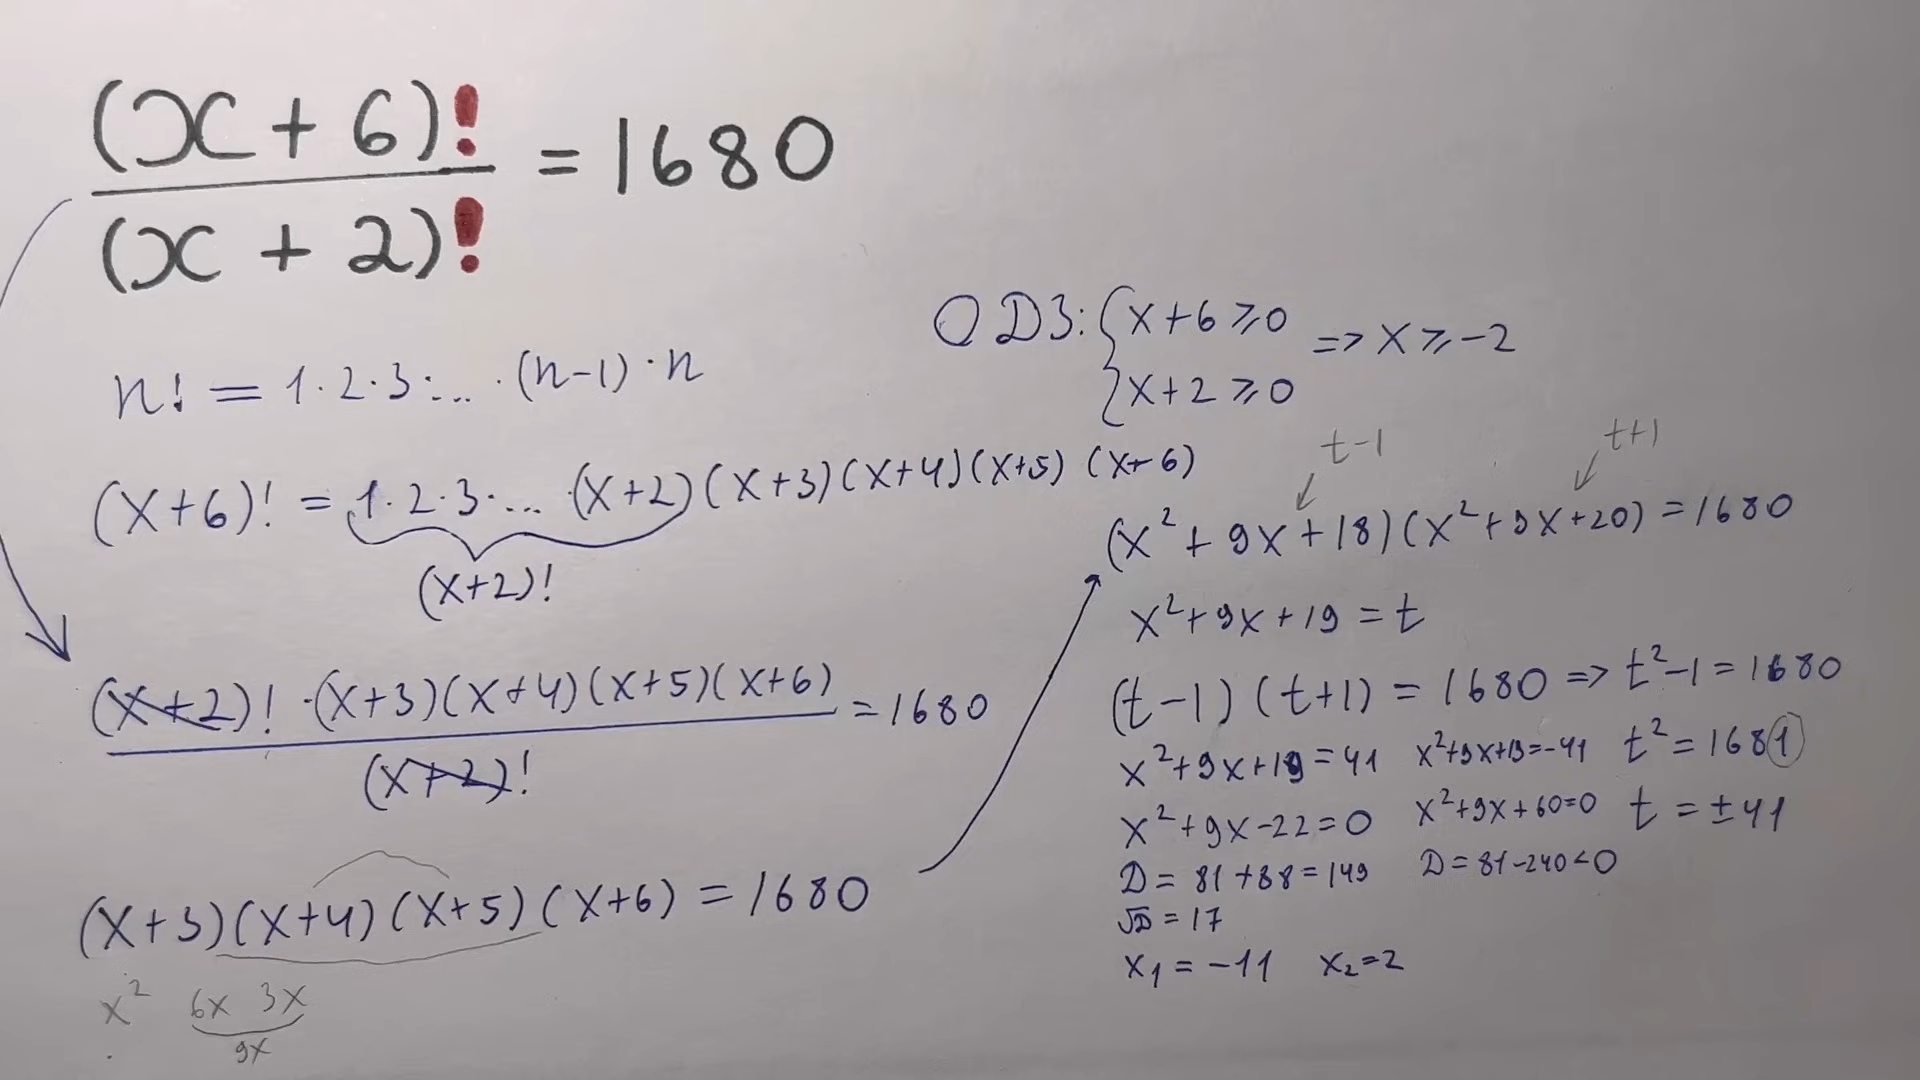 (x + 6)! / (x + 2)! = 1680
n! = 1·2·3·...·(n-1)·n
(x+6)! = 1·2·3·...·(x+2)(x+3)(x+4)(x+5)(x+6)
(x+2)!
(x+2)!·(x+3)(x+4)(x+5)(x+6) / (x+2)! = 1680
(x+3)(x+4)(x+5)(x+6) = 1680
x² 6x 3x
9x
ОДЗ: { x+6 ⩾ 0 => x ⩾ -2
x+2 ⩾ 0
t-1 t+1
(x²+9x+18)(x²+9x+20) = 1680
x²+9x+19 = t
(t-1)(t+1) = 1680 => t²-1 = 1680
x²+9x+19 = 41 x²+9x+19=-41 t² = 1681
x²+9x-22 = 0 x²+9x+60=0 t = ±41
D = 81+88 = 149 D = 81-240<0
√D = 17
x₁ = -11 x₂ = 2